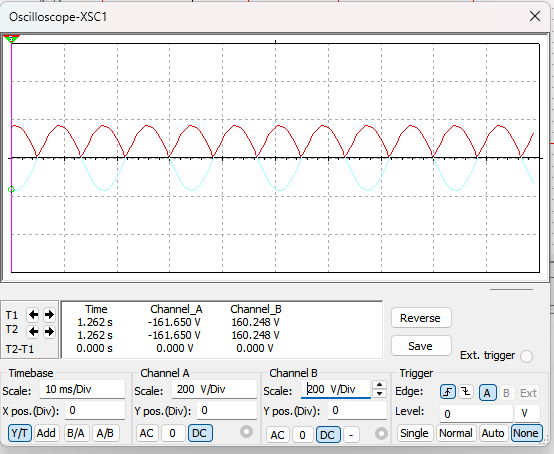 Oscilloscope-XSC1
T1
T2
T2-T1
Time Channel_A Channel_B
1.262 s -161.650 V 160.248 V
1.262 s -161.650 V 160.248 V
0.000 s 0.000 V 0.000 V
Reverse
Save
Ext. trigger
Timebase
Scale: 10 ms/Div
X pos.(Div): 0
Y/T Add B/A A/B
Channel A
Scale: 200 V/Div
Y pos.(Div): 0
AC 0 DC
Channel B
Scale: 200 V/Div
Y pos.(Div): 0
AC 0 DC -
Trigger
Edge: A B Ext
Level: 0 V
Single Normal Auto None